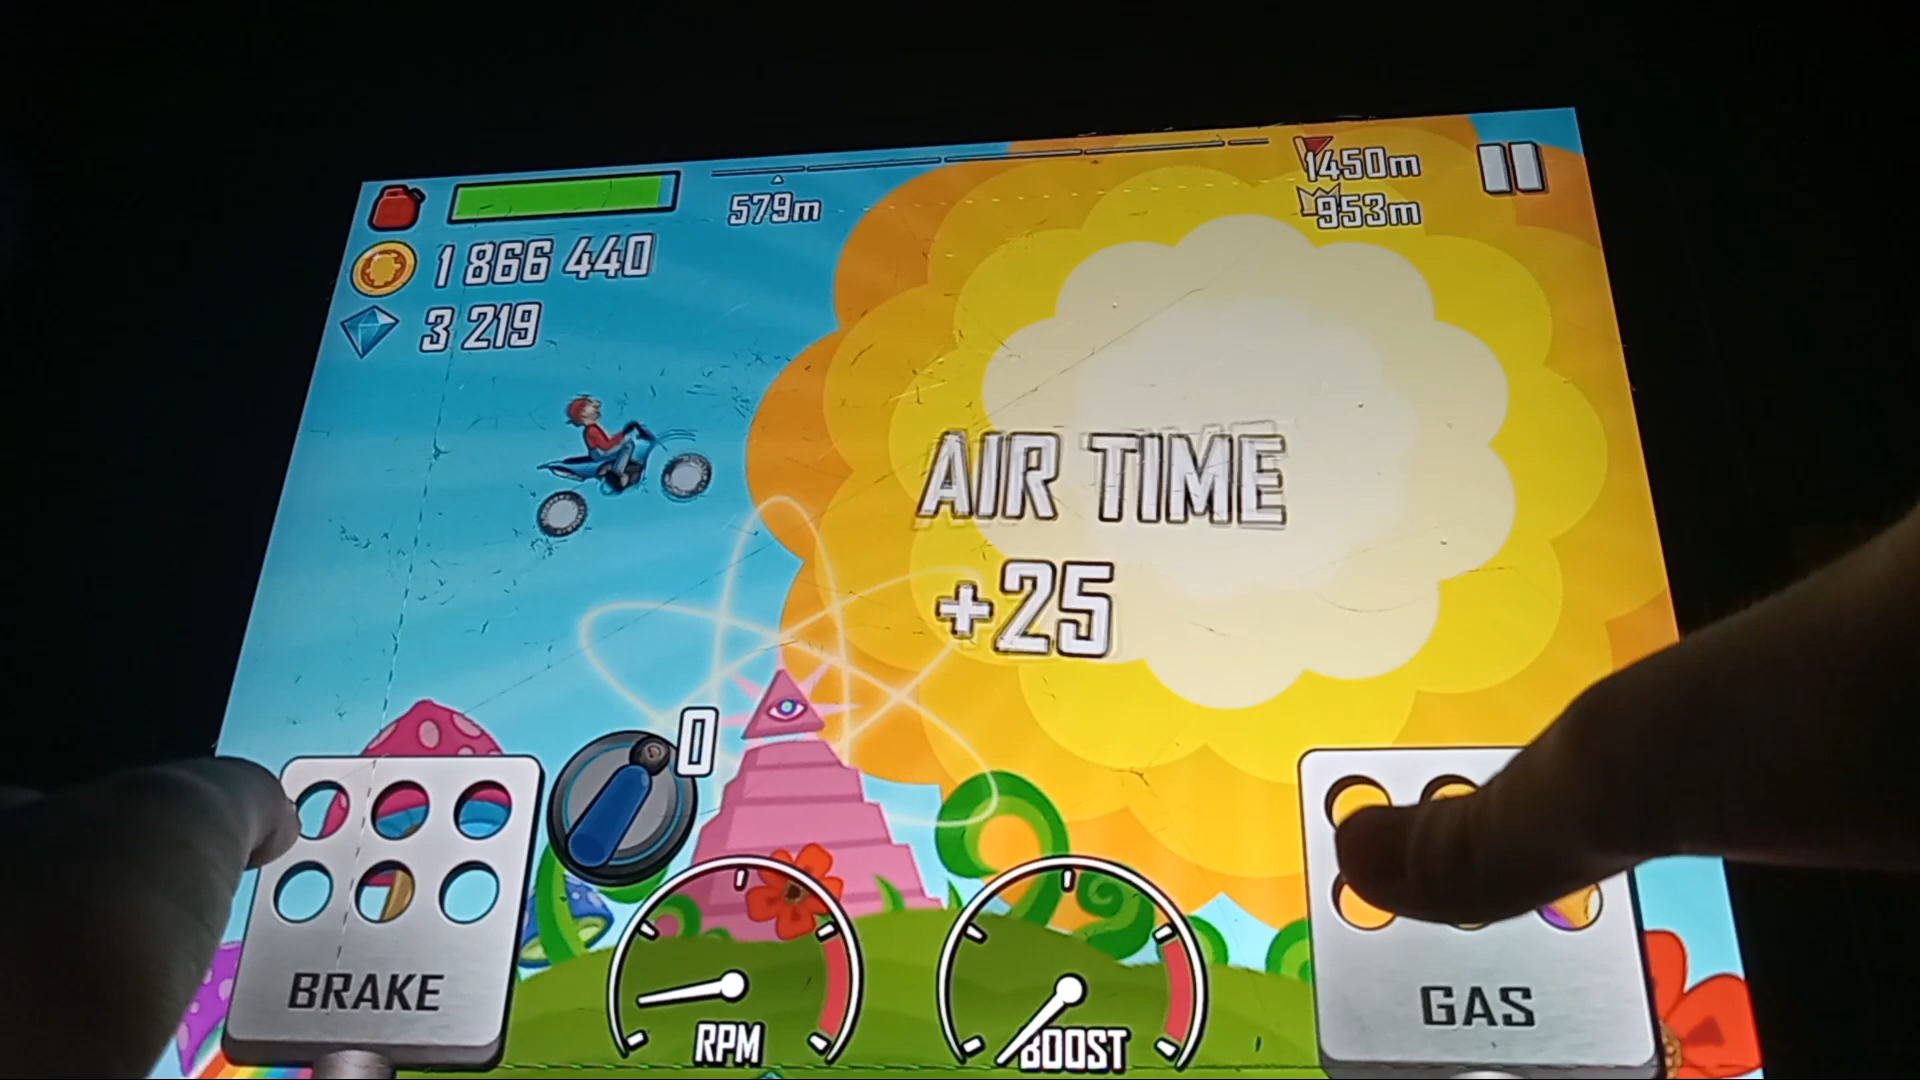 579m
1450m
953m
1 866 440
3 219
AIR TIME
+25
0
BRAKE
RPM
BOOST
GAS